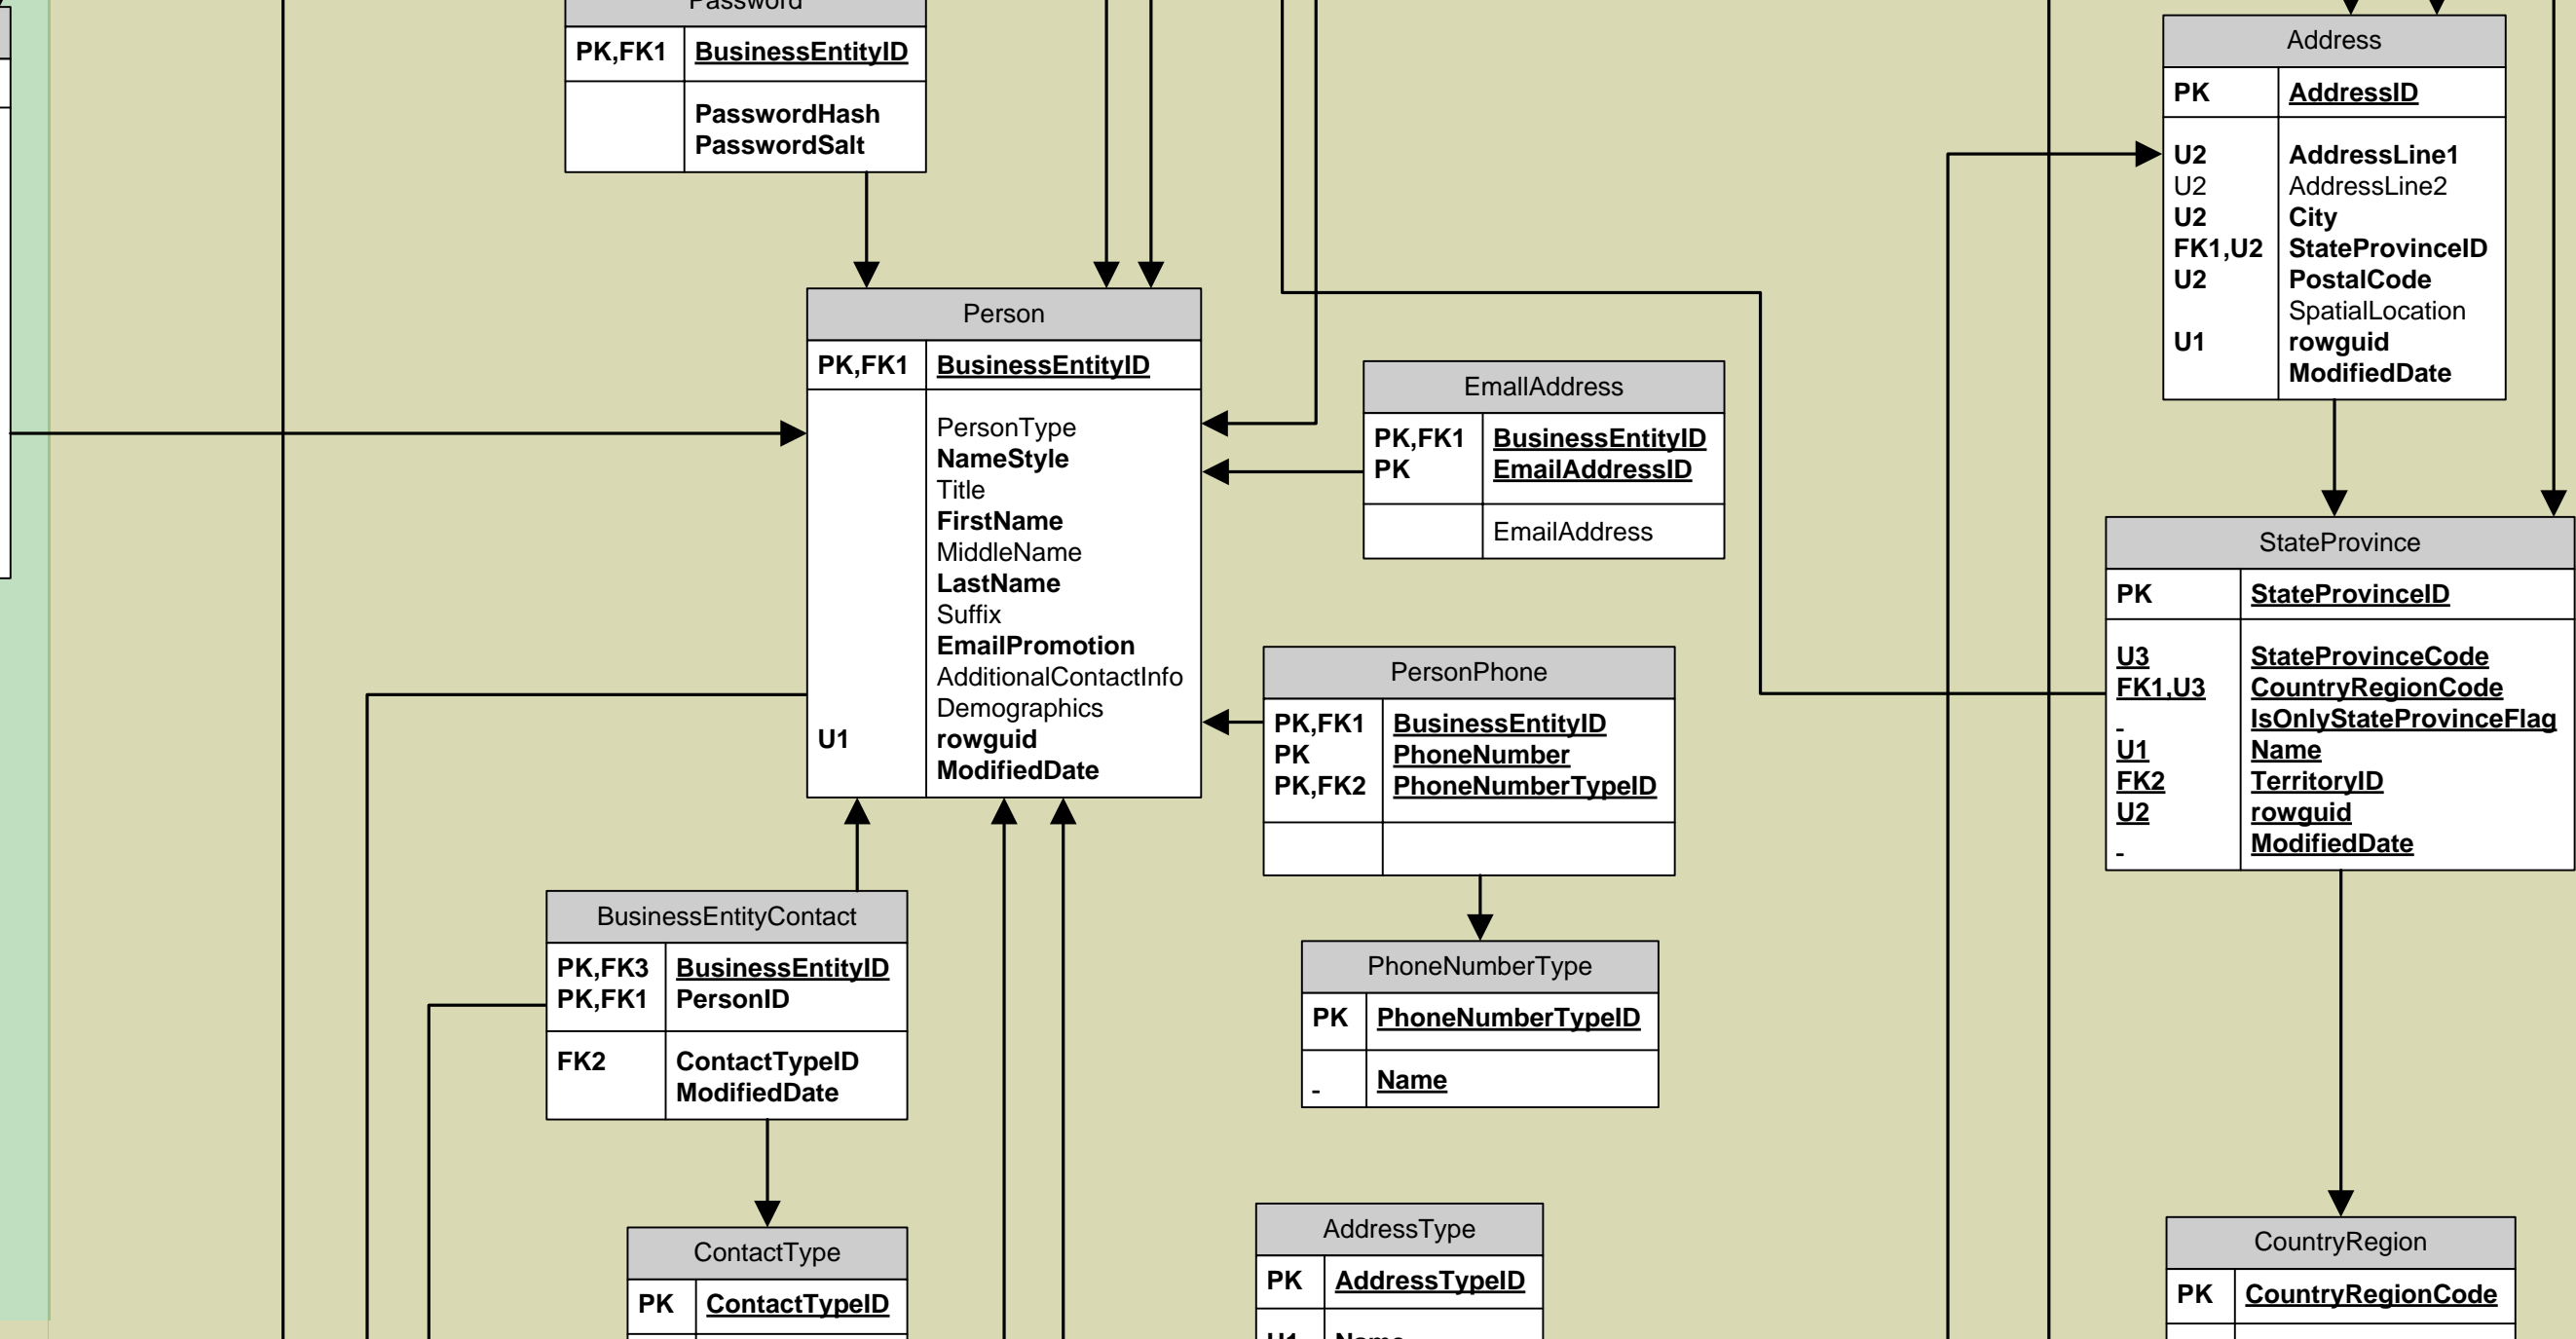 Password
PK,FK1 BusinessEntityID
PasswordHash
PasswordSalt
Address
PK AddressID
U2 AddressLine1
U2 AddressLine2
U2 City
FK1,U2 StateProvinceID
U2 PostalCode
SpatialLocation
U1 rowguid
ModifiedDate
Person
PK,FK1 BusinessEntityID
PersonType
NameStyle
Title
FirstName
MiddleName
LastName
Suffix
EmailPromotion
AdditionalContactInfo
Demographics
U1 rowguid
ModifiedDate
EmallAddress
PK,FK1 BusinessEntityID
PK EmailAddressID
EmailAddress
StateProvince
PK StateProvinceID
U3 StateProvinceCode
FK1,U3 CountryRegionCode
IsOnlyStateProvinceFlag
U1 Name
FK2 TerritoryID
U2 rowguid
ModifiedDate
PersonPhone
PK,FK1 BusinessEntityID
PK PhoneNumber
PK,FK2 PhoneNumberTypeID
BusinessEntityContact
PK,FK3 BusinessEntityID
PK,FK1 PersonID
FK2 ContactTypeID
ModifiedDate
PhoneNumberType
PK PhoneNumberTypeID
Name
ContactType
PK ContactTypeID
AddressType
PK AddressTypeID
U1 Name
CountryRegion
PK CountryRegionCode